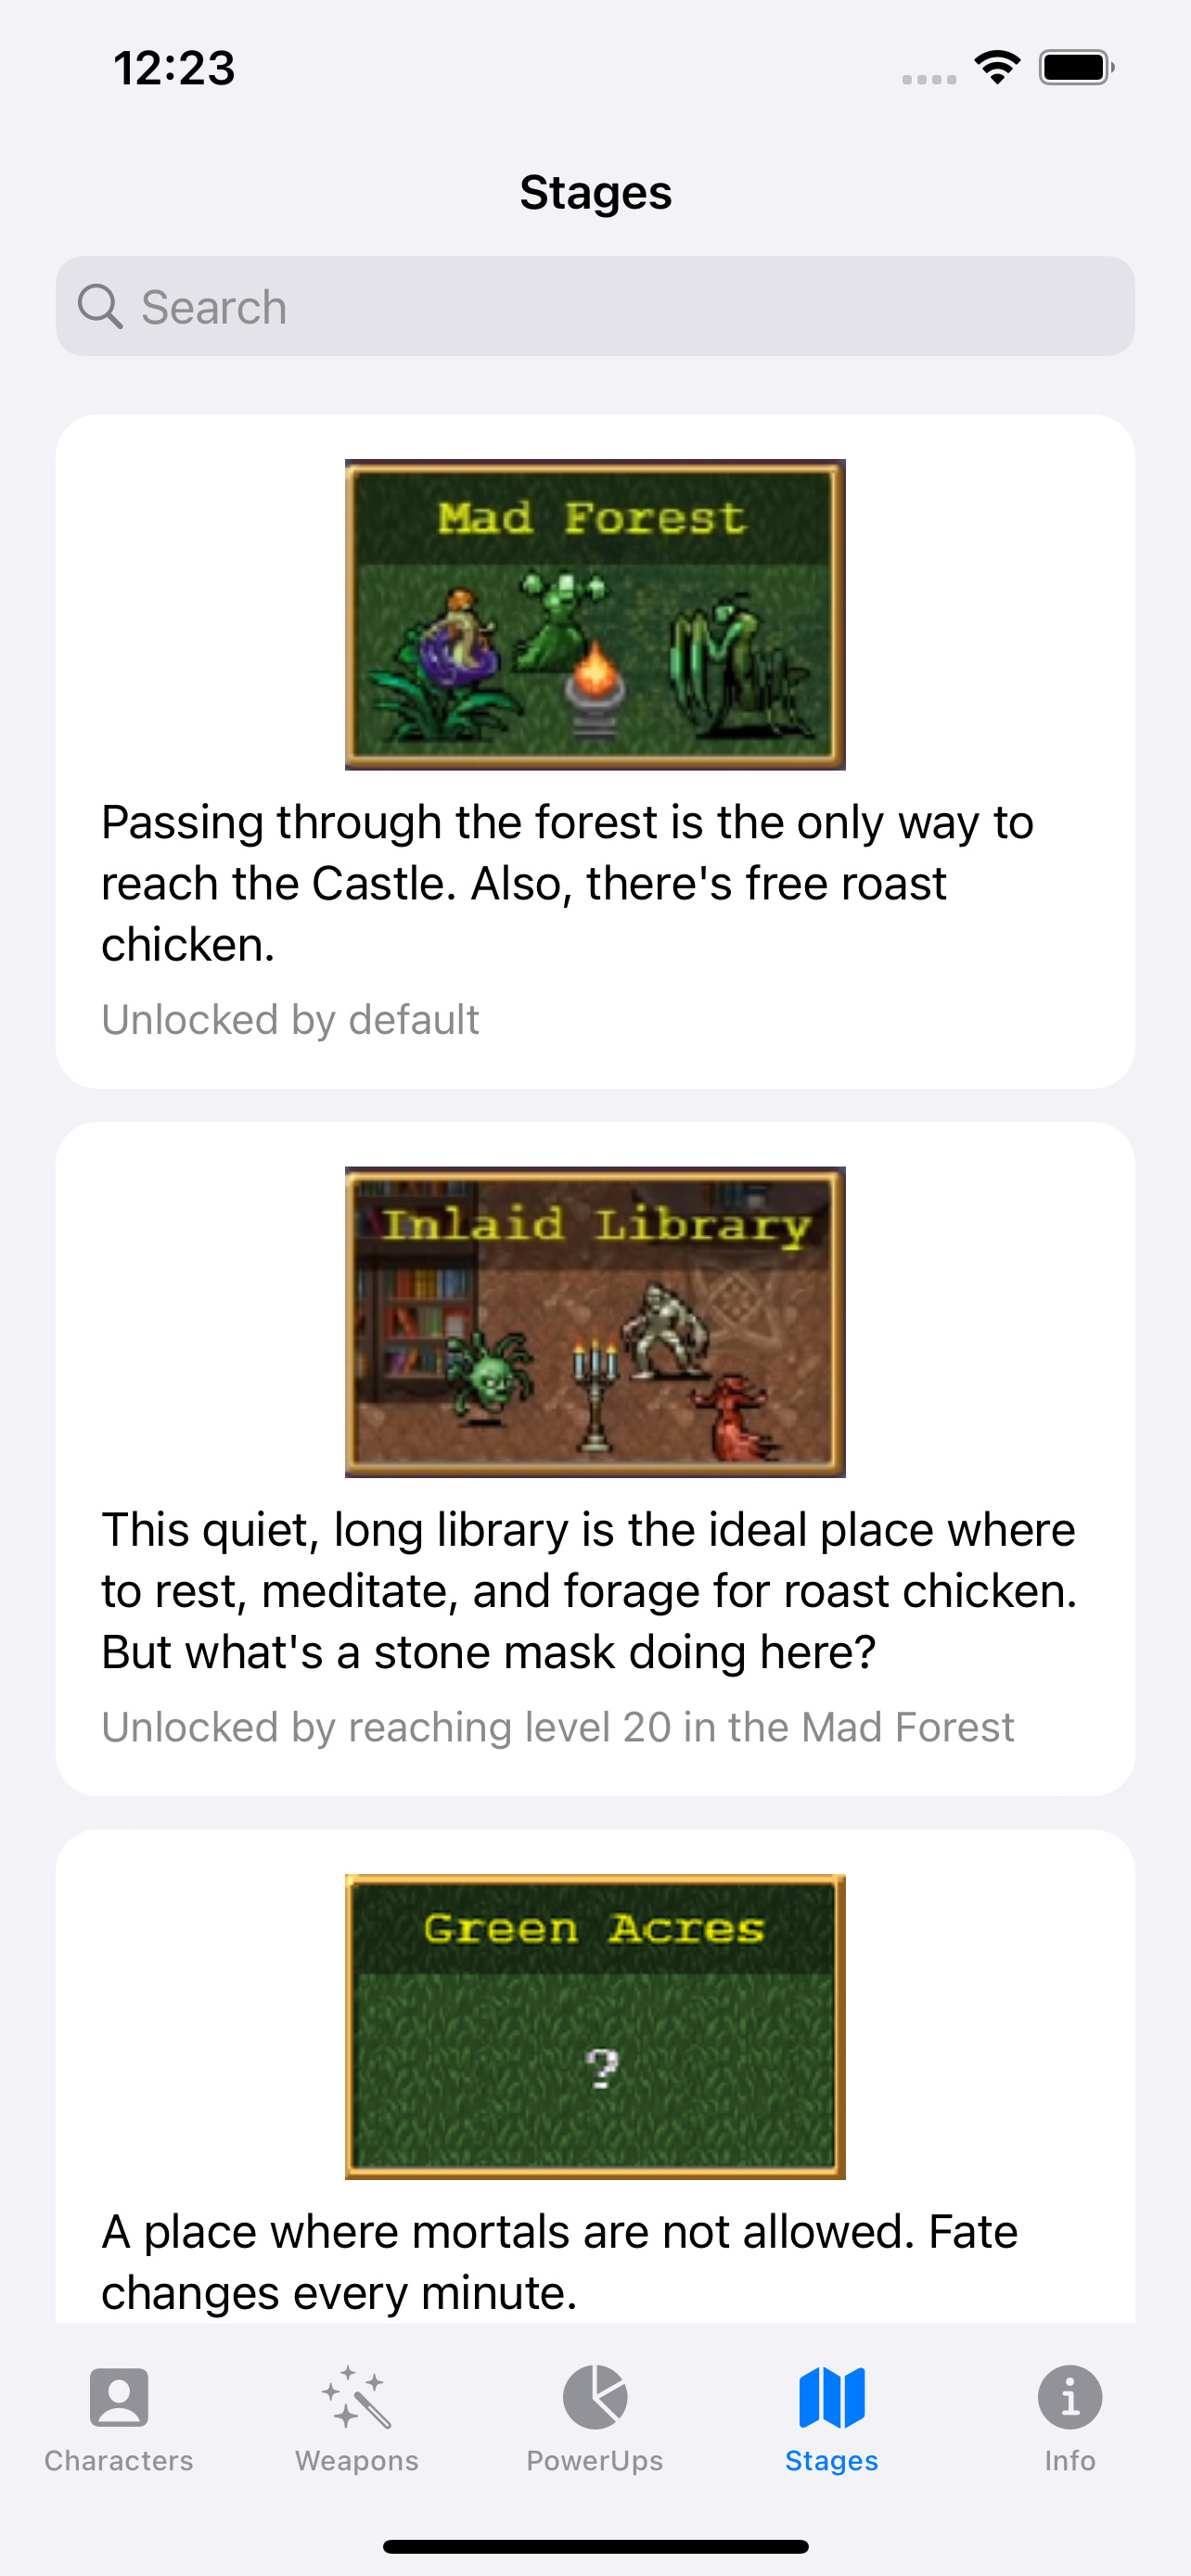 12:23
Stages
Search
Mad Forest
Passing through the forest is the only way to
reach the Castle. Also, there's free roast
chicken.
Unlocked by default
Inlaid Library
This quiet, long library is the ideal place where
to rest, meditate, and forage for roast chicken.
But what's a stone mask doing here?
Unlocked by reaching level 20 in the Mad Forest
Green Acres
?
A place where mortals are not allowed. Fate
changes every minute.
Characters
Weapons
PowerUps
Stages
Info